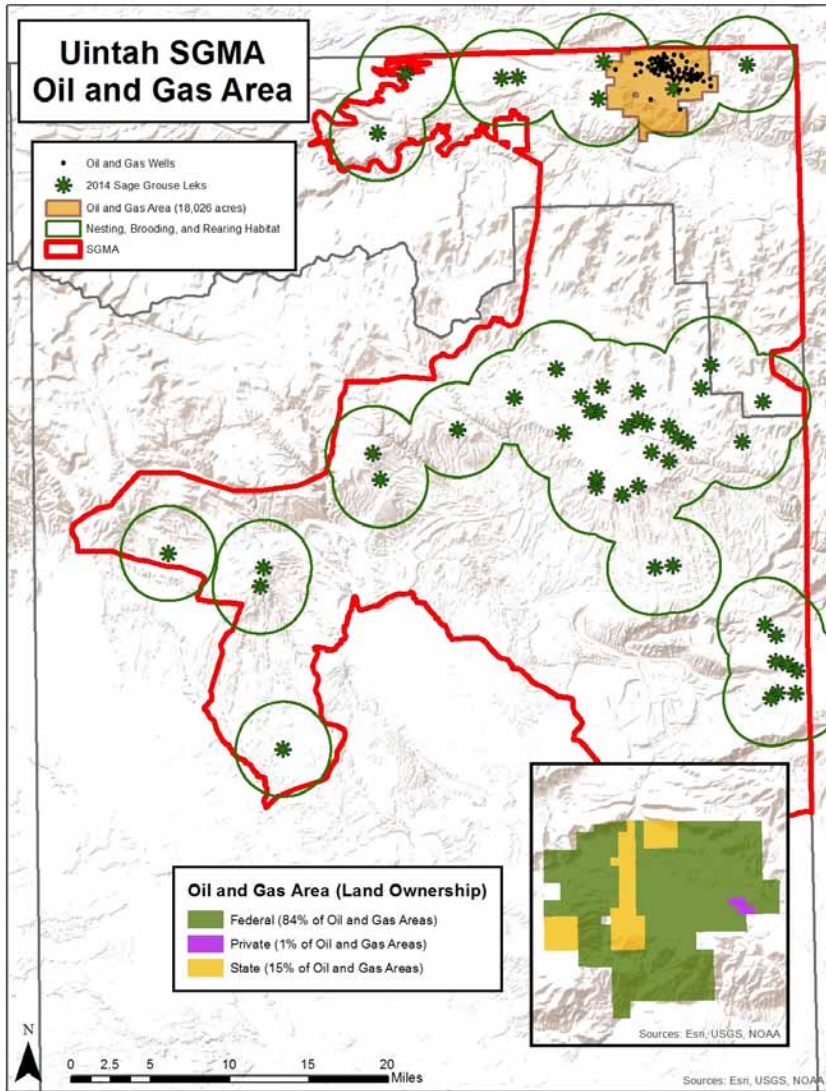 Uintah SGMA
Oil and Gas Area
Oil and Gas Wells
2014 Sage Grouse Leks
Oil and Gas Area (18,026 acres)
Nesting, Brooding, and Rearing Habitat
SGMA
Oil and Gas Area (Land Ownership)
Federal (84% of Oil and Gas Areas)
Private (1% of Oil and Gas Areas)
State (15% of Oil and Gas Areas)
Sources: Esri, USGS, NOAA
N
0 2.5 5 10 15 20
Miles
Sources: Esri, USGS, NOAA